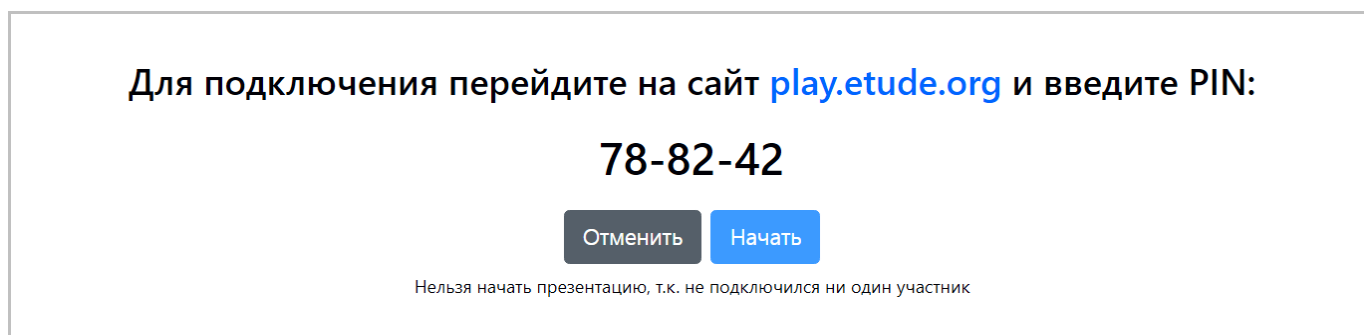 Для подключения перейдите на сайт play.etude.org и введите PIN:
78-82-42
Отменить Начать
Нельзя начать презентацию, т.к. не подключился ни один участник